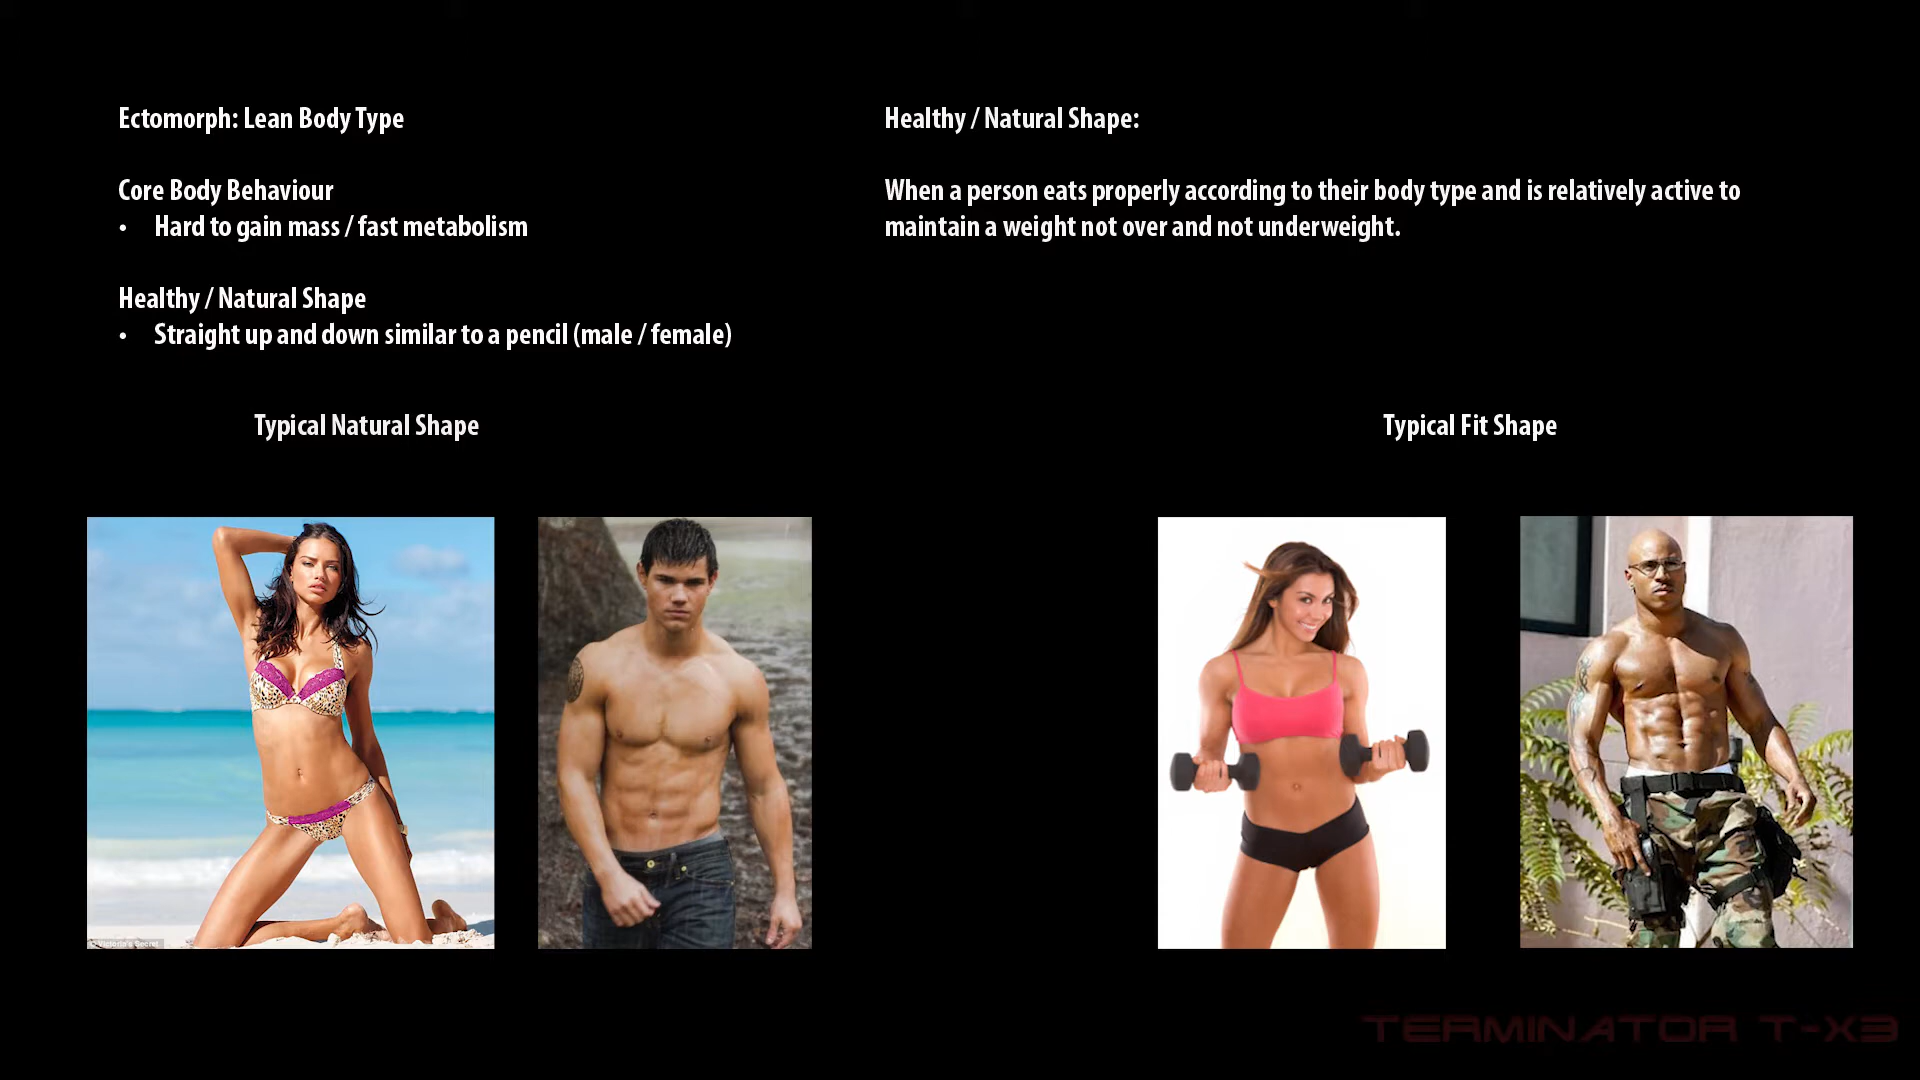 Ectomorph: Lean Body Type
Core Body Behaviour
• Hard to gain mass / fast metabolism
Healthy / Natural Shape
• Straight up and down similar to a pencil (male / female)
Healthy / Natural Shape:
When a person eats properly according to their body type and is relatively active to
maintain a weight not over and not underweight.
Typical Natural Shape
Typical Fit Shape
© Victoria's Secret
TERMINATOR T-X3